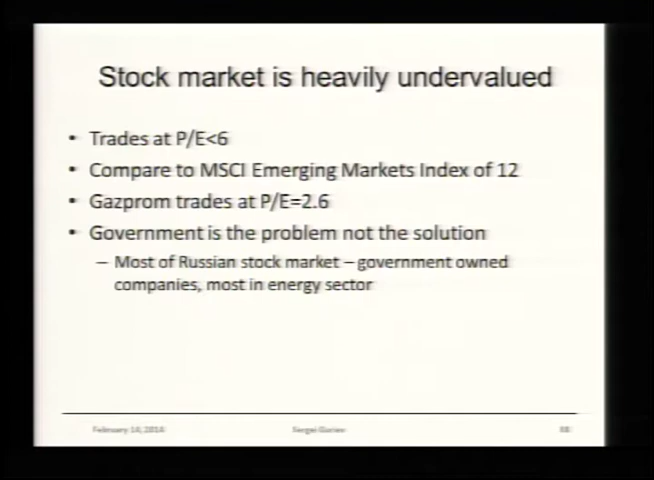 Stock market is heavily undervalued
• Trades at P/E<6
• Compare to MSCI Emerging Markets Index of 12
• Gazprom trades at P/E=2.6
• Government is the problem not the solution
– Most of Russian stock market – government owned
companies, most in energy sector
February 14, 2014 Sergei Guriev